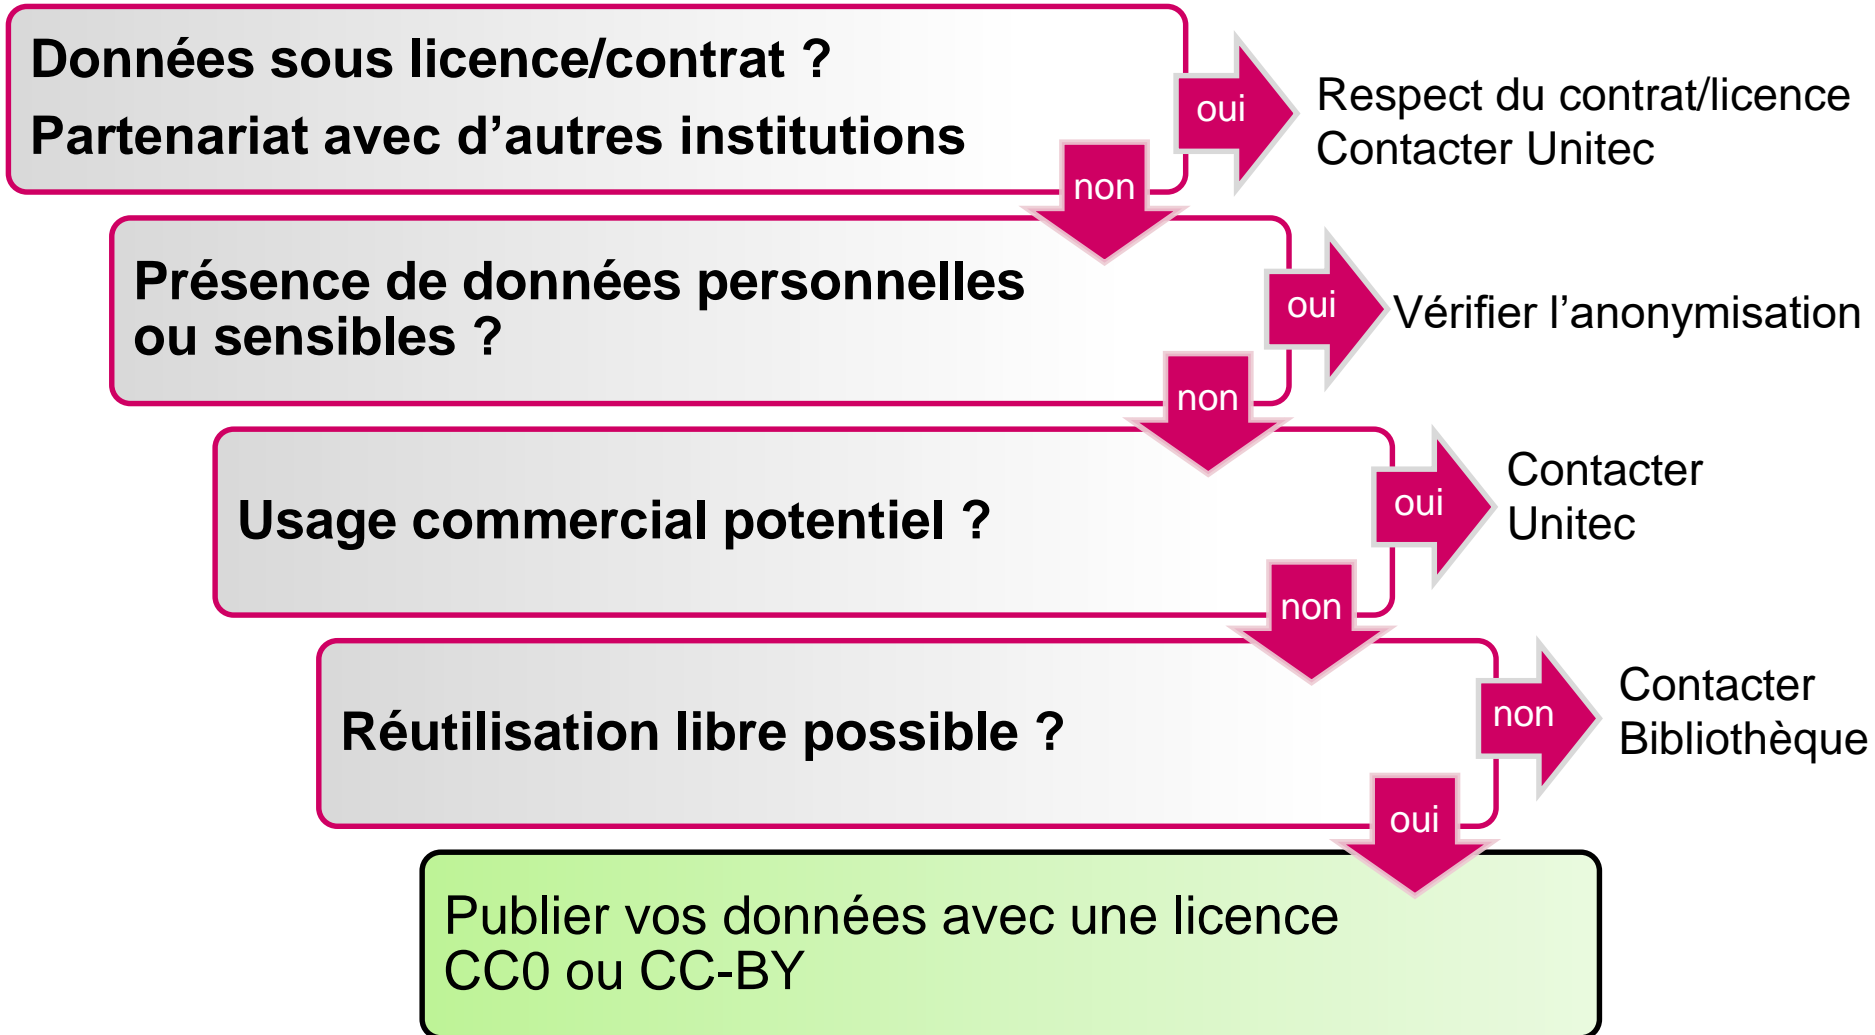 Données sous licence/contrat ?
Partenariat avec d’autres institutions
oui
Respect du contrat/licence
Contacter Unitec
non
Présence de données personnelles
ou sensibles ?
oui
Vérifier l’anonymisation
non
Usage commercial potentiel ?
oui
Contacter
Unitec
non
Réutilisation libre possible ?
non
Contacter
Bibliothèque
oui
Publier vos données avec une licence
CC0 ou CC-BY